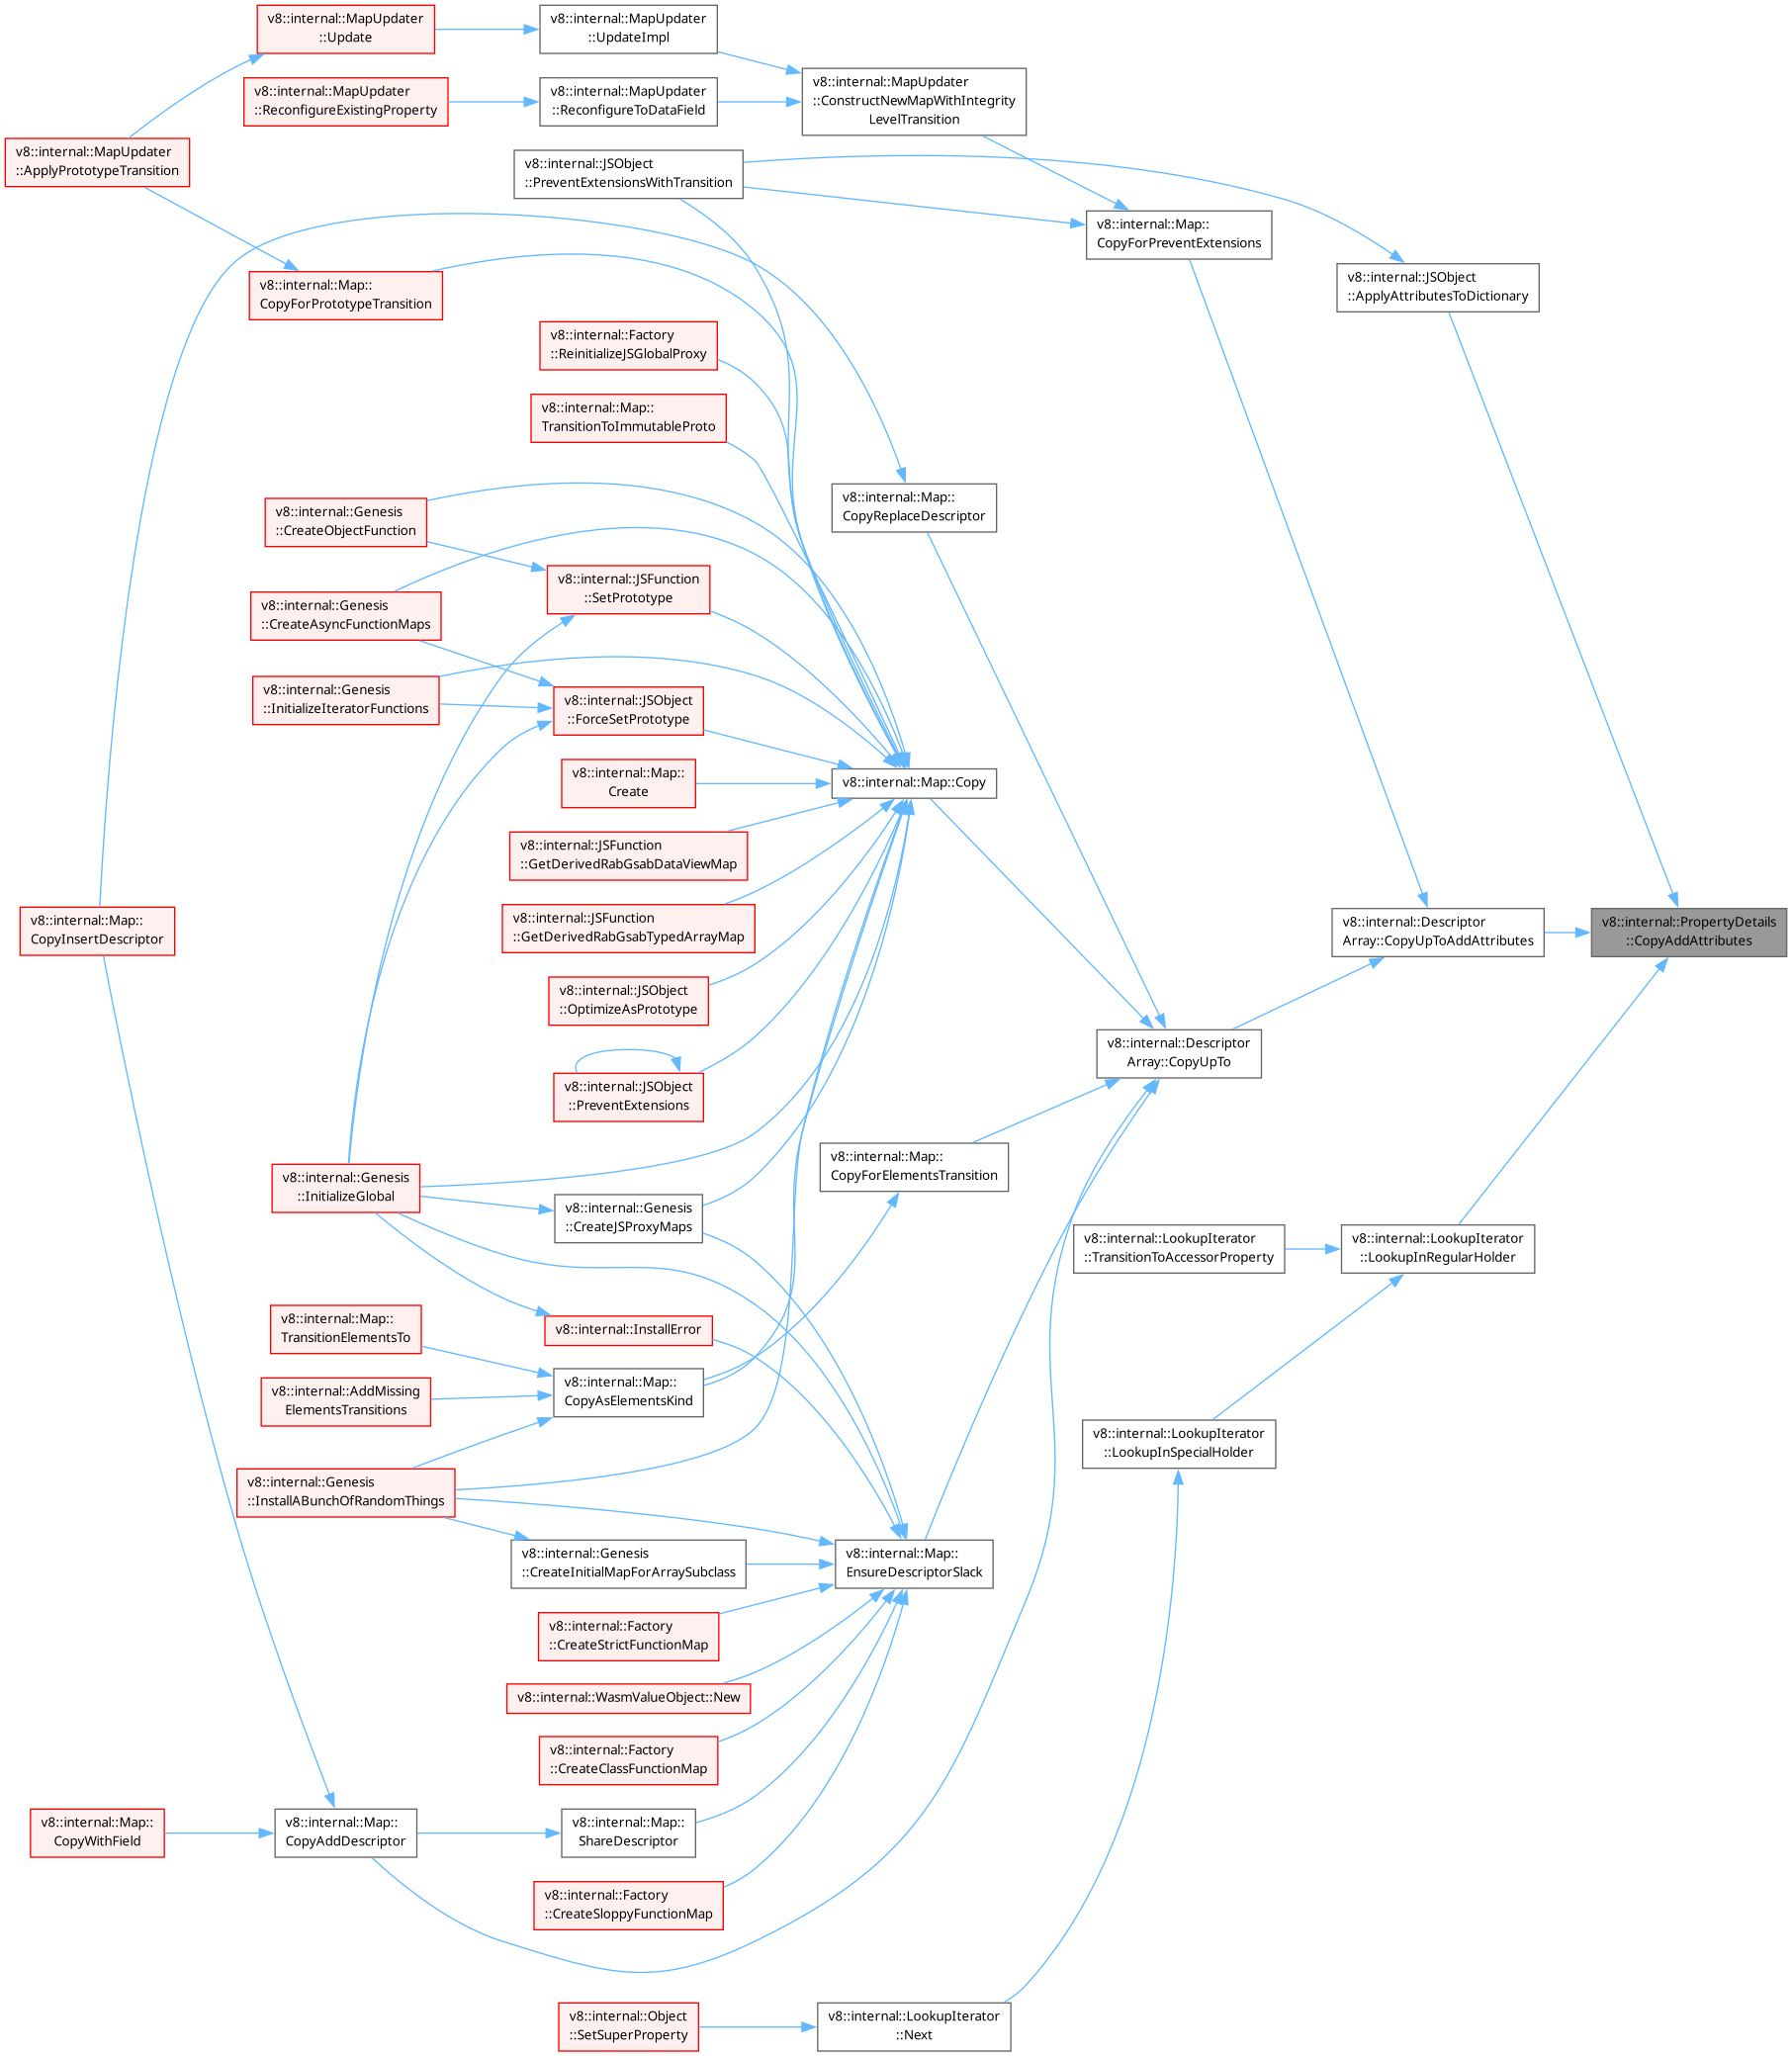 v8::internal::MapUpdater
::Update
v8::internal::MapUpdater
::UpdateImpl
v8::internal::MapUpdater
::ReconfigureExistingProperty
v8::internal::MapUpdater
::ReconfigureToDataField
v8::internal::MapUpdater
::ConstructNewMapWithIntegrity
LevelTransition
v8::internal::MapUpdater
::ApplyPrototypeTransition
v8::internal::JSObject
::PreventExtensionsWithTransition
v8::internal::Map::
CopyForPreventExtensions
v8::internal::JSObject
::ApplyAttributesToDictionary
v8::internal::Map::
CopyForPrototypeTransition
v8::internal::Factory
::ReinitializeJSGlobalProxy
v8::internal::Map::
TransitionToImmutableProto
v8::internal::Map::
CopyReplaceDescriptor
v8::internal::Genesis
::CreateObjectFunction
v8::internal::JSFunction
::SetPrototype
v8::internal::Genesis
::CreateAsyncFunctionMaps
v8::internal::Genesis
::InitializeIteratorFunctions
v8::internal::JSObject
::ForceSetPrototype
v8::internal::Map::
Create
v8::internal::Map::Copy
v8::internal::JSFunction
::GetDerivedRabGsabDataViewMap
v8::internal::JSFunction
::GetDerivedRabGsabTypedArrayMap
v8::internal::Map::
CopyInsertDescriptor
v8::internal::Descriptor
Array::CopyUpToAddAttributes
v8::internal::PropertyDetails
::CopyAddAttributes
v8::internal::JSObject
::OptimizeAsPrototype
v8::internal::Descriptor
Array::CopyUpTo
v8::internal::JSObject
::PreventExtensions
v8::internal::Map::
CopyForElementsTransition
v8::internal::Genesis
::InitializeGlobal
v8::internal::Genesis
::CreateJSProxyMaps
v8::internal::LookupIterator
::TransitionToAccessorProperty
v8::internal::LookupIterator
::LookupInRegularHolder
v8::internal::Map::
TransitionElementsTo
v8::internal::InstallError
v8::internal::AddMissing
ElementsTransitions
v8::internal::Map::
CopyAsElementsKind
v8::internal::LookupIterator
::LookupInSpecialHolder
v8::internal::Genesis
::InstallABunchOfRandomThings
v8::internal::Genesis
::CreateInitialMapForArraySubclass
v8::internal::Map::
EnsureDescriptorSlack
v8::internal::Factory
::CreateStrictFunctionMap
v8::internal::WasmValueObject::New
v8::internal::Factory
::CreateClassFunctionMap
v8::internal::Map::
CopyWithField
v8::internal::Map::
CopyAddDescriptor
v8::internal::Map::
ShareDescriptor
v8::internal::Factory
::CreateSloppyFunctionMap
v8::internal::Object
::SetSuperProperty
v8::internal::LookupIterator
::Next